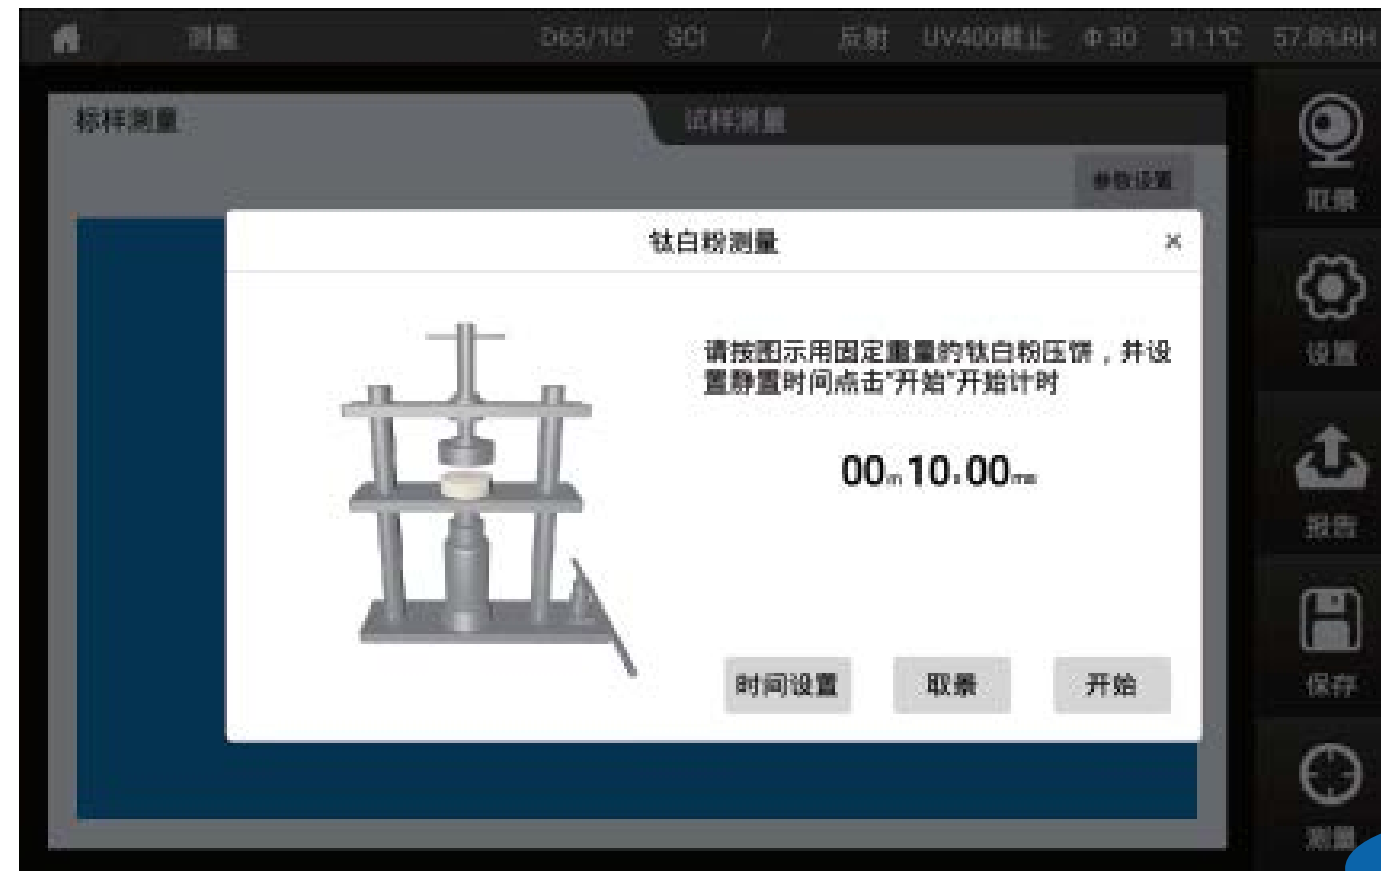 测量 D65/10° SCI / 反射 UV400截止 Φ30 31.1℃ 57.8%RH
标样测量 试样测量
参数设置
取景
钛白粉测量 ×
请按图示用固定重量的钛白粉压饼，并设
置静置时间点击"开始"开始计时
设置
00m10s00ms
报告
时间设置 取景 开始
保存
测量